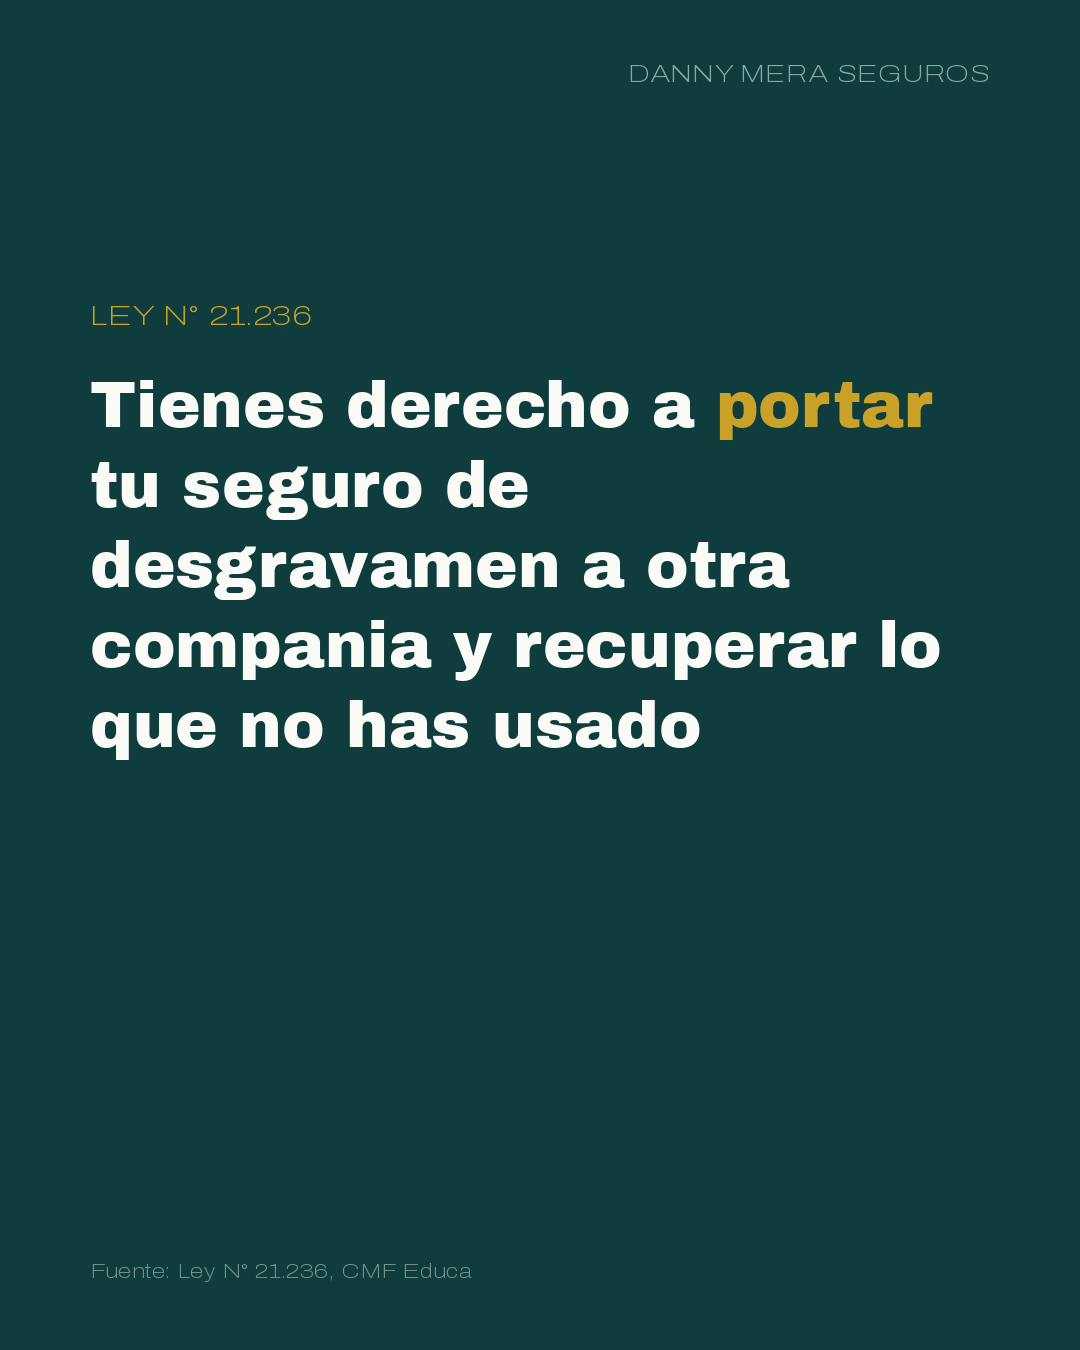 DANNY MERA SEGUROS
LEY N° 21.236
Tienes derecho a portar
tu seguro de
desgravamen a otra
compania y recuperar lo
que no has usado
Fuente: Ley N° 21.236, CMF Educa